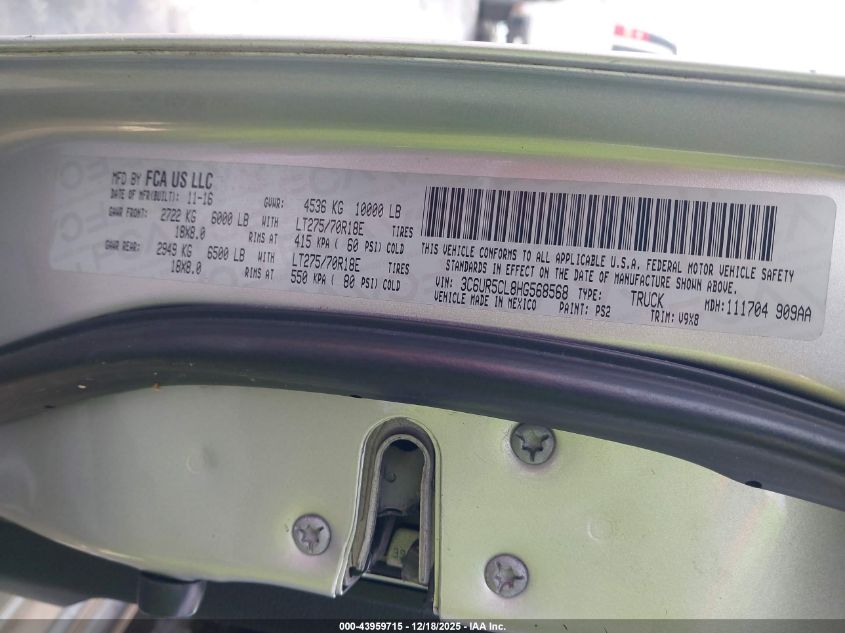 MFD BY FCA US LLC
DATE OF MFR(BUILT): 11-16 GVWR: 4536 KG 10000 LB
GAWR FRONT: 2722 KG 6000 LB WITH LT275/70R18E TIRES
18X8.0 RIMS AT 415 KPA ( 60 PSI) COLD
GAWR REAR: 2949 KG 6500 LB WITH LT275/70R18E TIRES
18X8.0 RIMS AT 550 KPA ( 80 PSI) COLD
THIS VEHICLE CONFORMS TO ALL APPLICABLE U.S.A. FEDERAL MOTOR VEHICLE SAFETY
STANDARDS IN EFFECT ON THE DATE OF MANUFACTURE SHOWN ABOVE.
VIN: 3C6UR5CL8HG568568 TYPE: TRUCK MDH:111704 909AA
VEHICLE MADE IN MEXICO PAINT: PS2 TRIM: V9X8
000-43959715 - 12/18/2025 - IAA Inc.